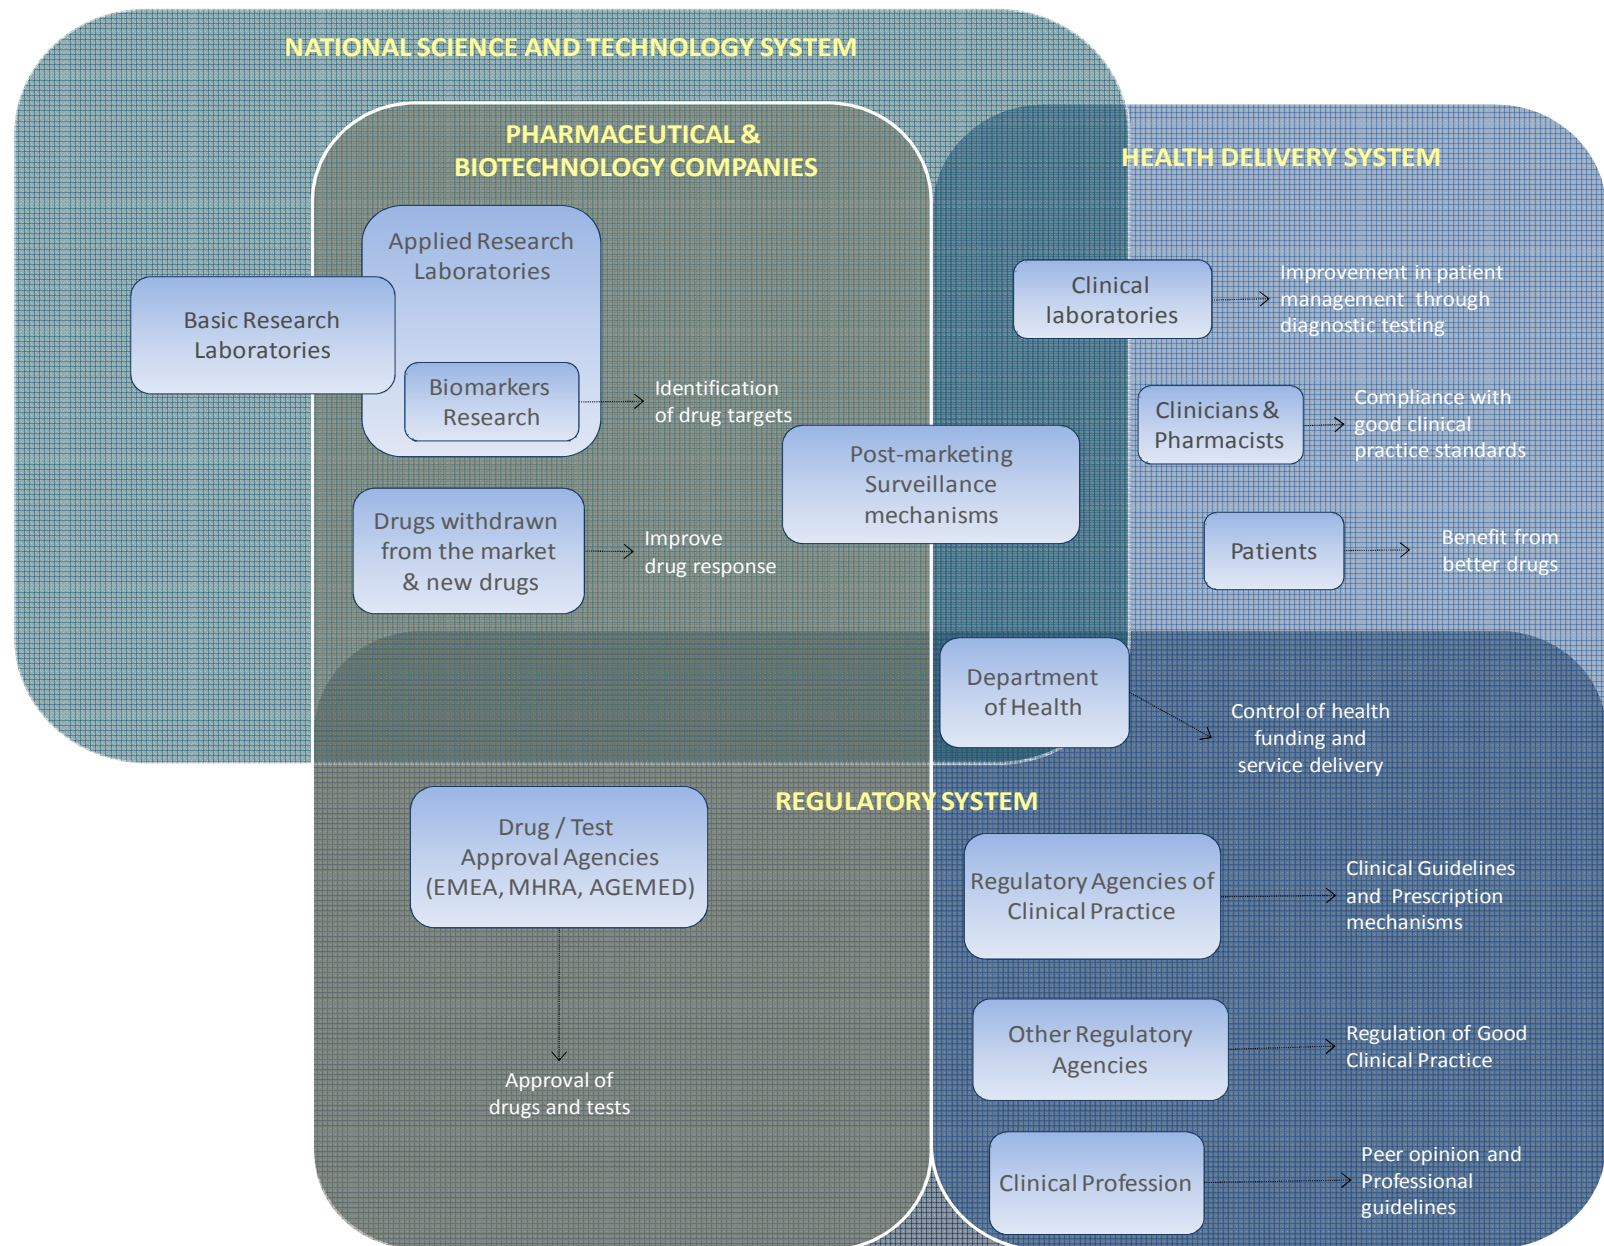 NATIONAL SCIENCE AND TECHNOLOGY SYSTEM
PHARMACEUTICAL &
BIOTECHNOLOGY COMPANIES
HEALTH DELIVERY SYSTEM
Applied Research
Laboratories
Basic Research
Laboratories
Biomarkers
Research
Identification
of drug targets
Drugs withdrawn
from the market
& new drugs
Improve
drug response
Post-marketing
Surveillance
mechanisms
Clinical
laboratories
Improvement in patient
management through
diagnostic testing
Clinicians &
Pharmacists
Compliance with
good clinical
practice standards
Patients
Benefit from
better drugs
Department
of Health
Control of health
funding and
service delivery
REGULATORY SYSTEM
Drug / Test
Approval Agencies
(EMEA, MHRA, AGEMED)
Approval of
drugs and tests
Regulatory Agencies of
Clinical Practice
Clinical Guidelines
and Prescription
mechanisms
Other Regulatory
Agencies
Regulation of Good
Clinical Practice
Clinical Profession
Peer opinion and
Professional
guidelines